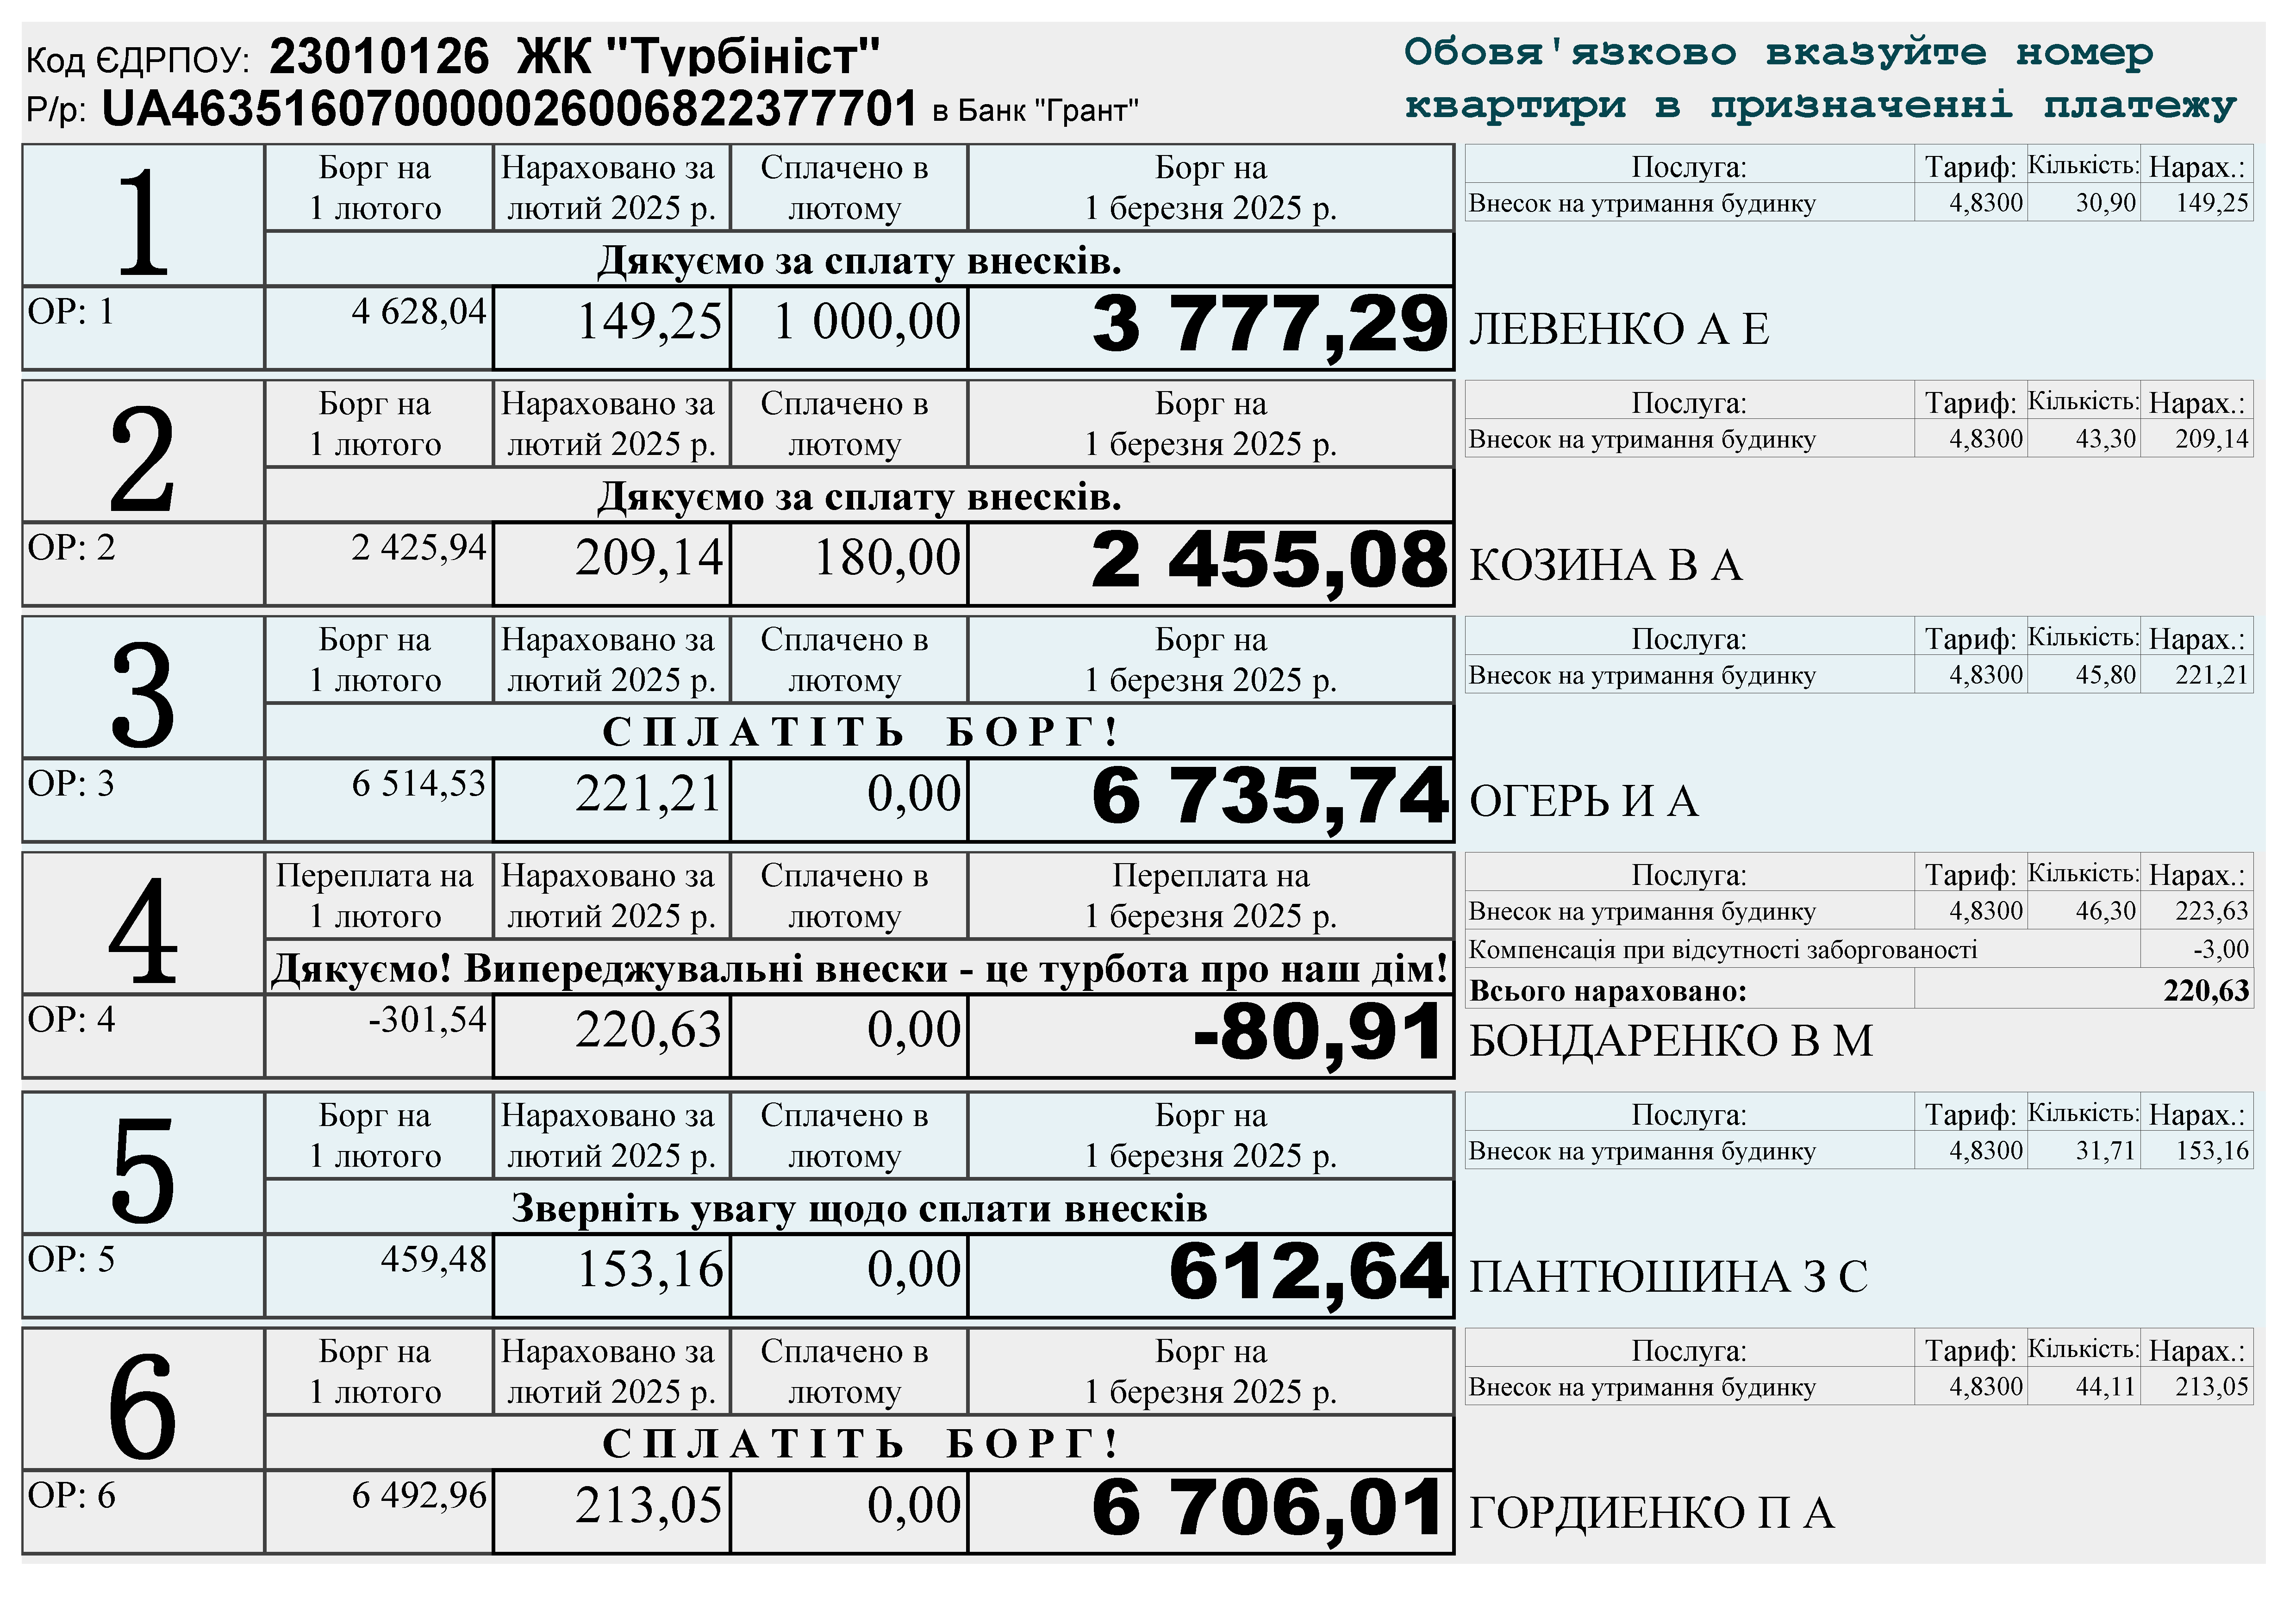 Код ЄДРПОУ: 23010126 ЖК "Турбініст"
Р/р: UA463516070000026006822377701 в Банк "Грант"
Обовя'язково вказуйте номер
квартири в призначенні платежу
1
Борг на
1 лютого
Нараховано за
лютий 2025 р.
Сплачено в
лютому
Борг на
1 березня 2025 р.
Дякуємо за сплату внесків.
ОР: 1 4 628,04 149,25 1 000,00 3 777,29
Послуга: Тариф: Кількість: Нарах.:
Внесок на утримання будинку 4,8300 30,90 149,25
ЛЕВЕНКО А Е
2
Борг на
1 лютого
Нараховано за
лютий 2025 р.
Сплачено в
лютому
Борг на
1 березня 2025 р.
Дякуємо за сплату внесків.
ОР: 2 2 425,94 209,14 180,00 2 455,08
Послуга: Тариф: Кількість: Нарах.:
Внесок на утримання будинку 4,8300 43,30 209,14
КОЗИНА В А
3
Борг на
1 лютого
Нараховано за
лютий 2025 р.
Сплачено в
лютому
Борг на
1 березня 2025 р.
С П Л А Т І Т Ь Б О Р Г !
ОР: 3 6 514,53 221,21 0,00 6 735,74
Послуга: Тариф: Кількість: Нарах.:
Внесок на утримання будинку 4,8300 45,80 221,21
ОГЕРЬ И А
4
Переплата на
1 лютого
Нараховано за
лютий 2025 р.
Сплачено в
лютому
Переплата на
1 березня 2025 р.
Дякуємо! Випереджувальні внески - це турбота про наш дім!
ОР: 4 -301,54 220,63 0,00 -80,91
Послуга: Тариф: Кількість: Нарах.:
Внесок на утримання будинку 4,8300 46,30 223,63
Компенсація при відсутності заборгованості -3,00
Всього нараховано: 220,63
БОНДАРЕНКО В М
5
Борг на
1 лютого
Нараховано за
лютий 2025 р.
Сплачено в
лютому
Борг на
1 березня 2025 р.
Зверніть увагу щодо сплати внесків
ОР: 5 459,48 153,16 0,00 612,64
Послуга: Тариф: Кількість: Нарах.:
Внесок на утримання будинку 4,8300 31,71 153,16
ПАНТЮШИНА З С
6
Борг на
1 лютого
Нараховано за
лютий 2025 р.
Сплачено в
лютому
Борг на
1 березня 2025 р.
С П Л А Т І Т Ь Б О Р Г !
ОР: 6 6 492,96 213,05 0,00 6 706,01
Послуга: Тариф: Кількість: Нарах.:
Внесок на утримання будинку 4,8300 44,11 213,05
ГОРДИЕНКО П А